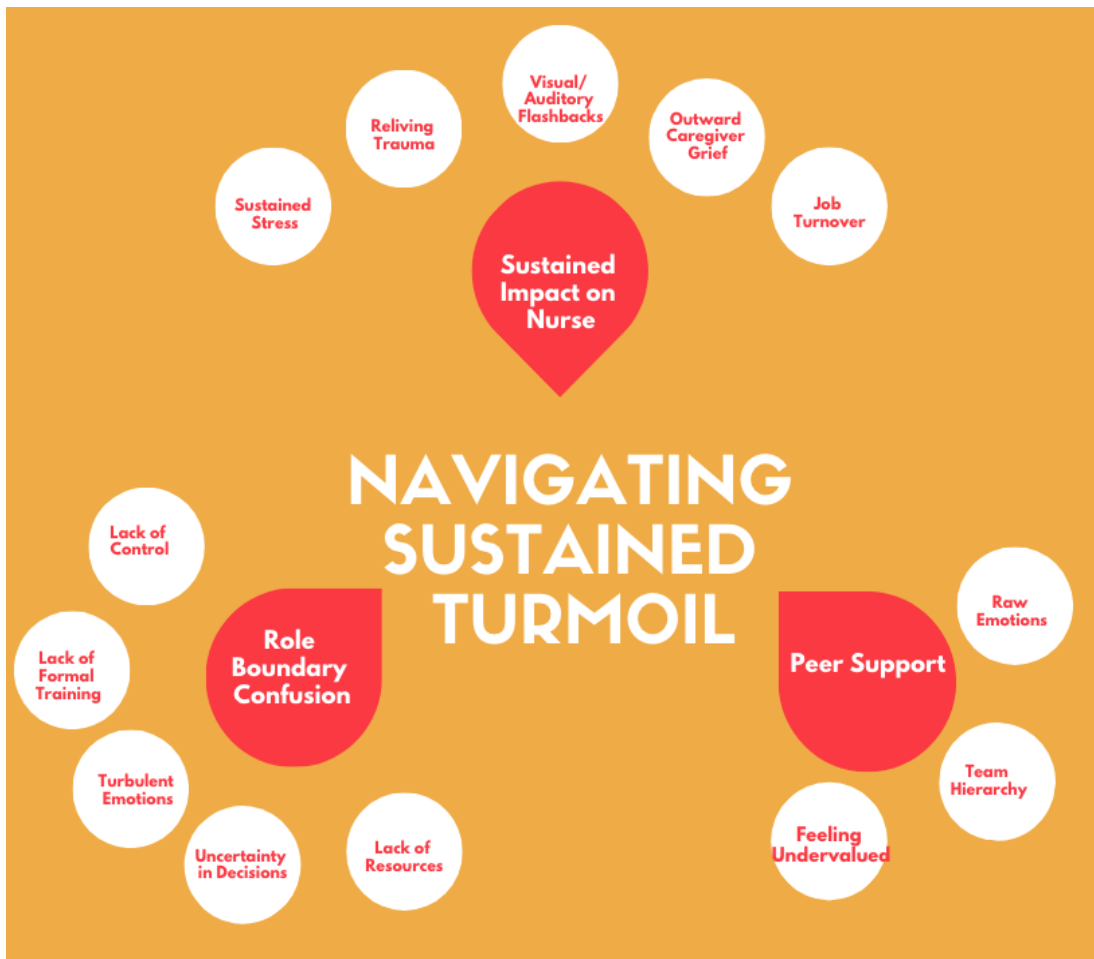 Visual/
Auditory
Flashbacks
Reliving
Trauma
Outward
Caregiver
Grief
Sustained
Stress
Job
Turnover
Sustained
Impact on
Nurse
NAVIGATING
SUSTAINED
TURMOIL
Lack of
Control
Lack of
Formal
Training
Turbulent
Emotions
Uncertainty
in Decisions
Lack of
Resources
Role
Boundary
Confusion
Peer Support
Raw
Emotions
Team
Hierarchy
Feeling
Undervalued